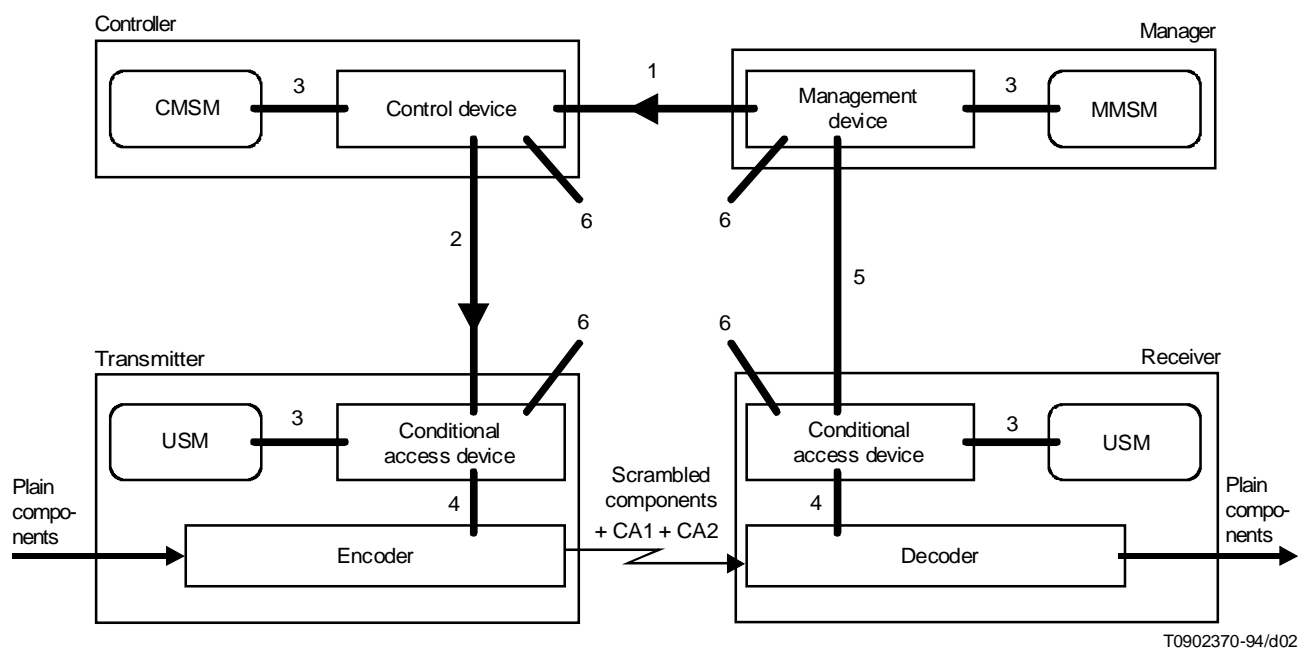 Controller
Manager
CMSM
3
Control device
1
Management
device
3
MMSM
6
6
2
5
6
6
Transmitter
Receiver
USM
3
Conditional
access device
Conditional
access device
3
USM
Plain
compo-
nents
4
Scrambled
components
+ CA1 + CA2
4
Plain
compo-
nents
Encoder
Decoder
T0902370-94/d02